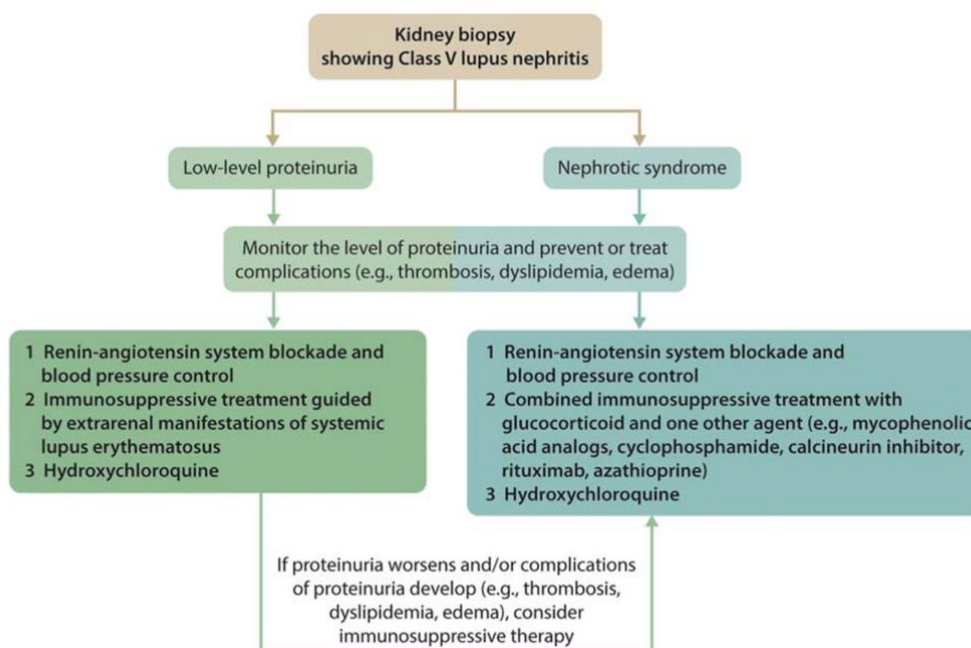 Kidney biopsy
showing Class V lupus nephritis
Low-level proteinuria
Nephrotic syndrome
Monitor the level of proteinuria and prevent or treat
complications (e.g., thrombosis, dyslipidemia, edema)
1 Renin-angiotensin system blockade and
blood pressure control
2 Immunosuppressive treatment guided
by extrarenal manifestations of systemic
lupus erythematosus
3 Hydroxychloroquine
1 Renin-angiotensin system blockade and
blood pressure control
2 Combined immunosuppressive treatment with
glucocorticoid and one other agent (e.g., mycophenolic
acid analogs, cyclophosphamide, calcineurin inhibitor,
rituximab, azathioprine)
3 Hydroxychloroquine
If proteinuria worsens and/or complications
of proteinuria develop (e.g., thrombosis,
dyslipidemia, edema), consider
immunosuppressive therapy